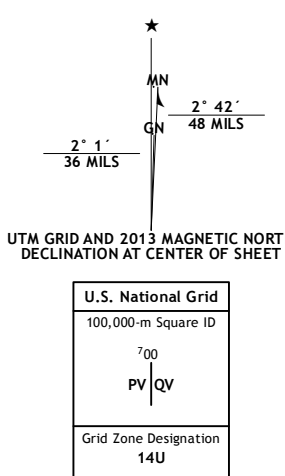 ★
MN
2° 42´
48 MILS
GN
2° 1´
36 MILS
UTM GRID AND 2013 MAGNETIC NORT
DECLINATION AT CENTER OF SHEET
U.S. National Grid
100,000-m Square ID
⁷00
PV QV
Grid Zone Designation
14U